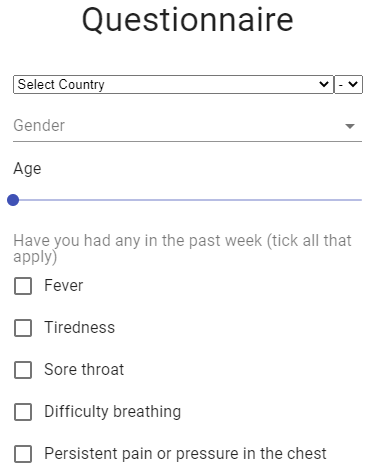 Questionnaire
Select Country -
Gender
Age
Have you had any in the past week (tick all that
apply)
Fever
Tiredness
Sore throat
Difficulty breathing
Persistent pain or pressure in the chest